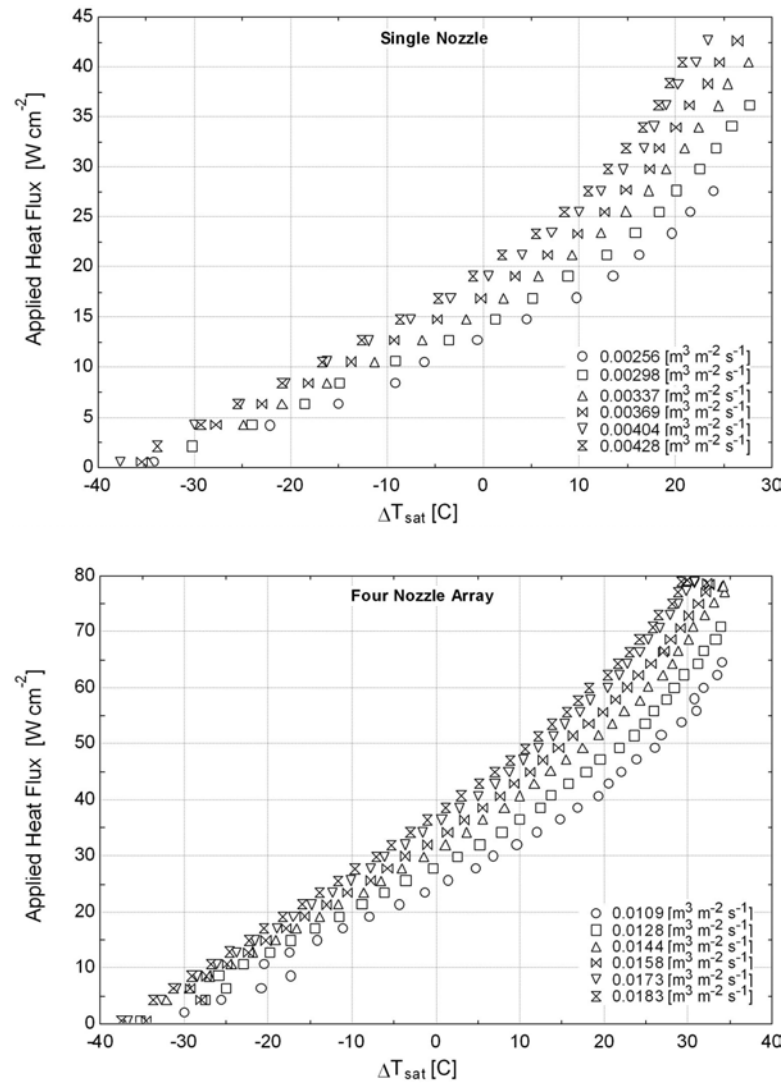 Single Nozzle
Applied Heat Flux [W cm⁻²]
45
40
35
30
25
20
15
10
5
0
0.00256 [m³ m⁻² s⁻¹]
0.00298 [m³ m⁻² s⁻¹]
0.00337 [m³ m⁻² s⁻¹]
0.00369 [m³ m⁻² s⁻¹]
0.00404 [m³ m⁻² s⁻¹]
0.00428 [m³ m⁻² s⁻¹]
-40 -30 -20 -10 0 10 20 30
ΔTsat [C]
Four Nozzle Array
Applied Heat Flux [W cm⁻²]
80
70
60
50
40
30
20
10
0
0.0109 [m³ m⁻² s⁻¹]
0.0128 [m³ m⁻² s⁻¹]
0.0144 [m³ m⁻² s⁻¹]
0.0158 [m³ m⁻² s⁻¹]
0.0173 [m³ m⁻² s⁻¹]
0.0183 [m³ m⁻² s⁻¹]
-40 -30 -20 -10 0 10 20 30 40
ΔTsat [C]